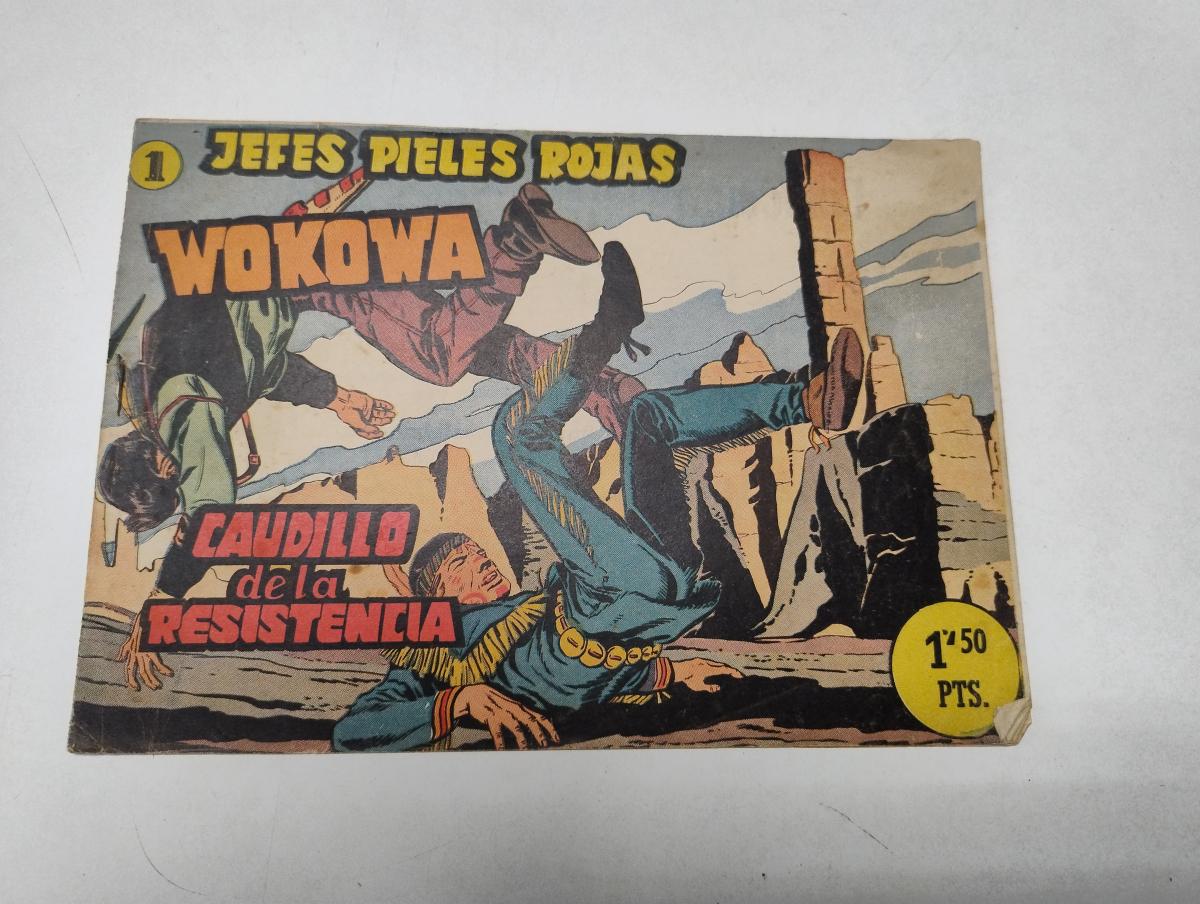 1
JEFES PIELES ROJAS
WOKOWA
CAUDILLO
de la
RESISTENCIA
1'50
PTS.